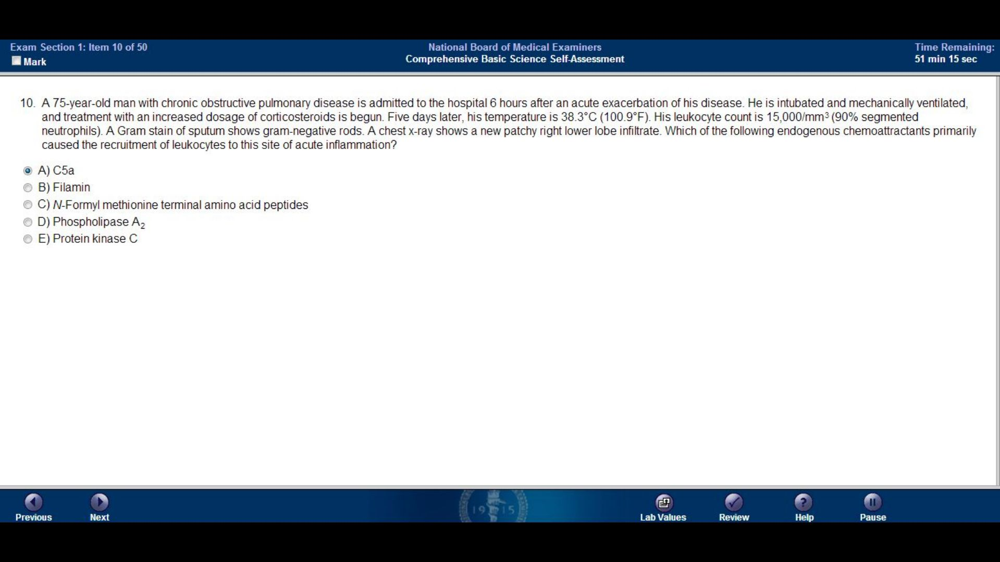 Exam Section 1: Item 10 of 50
National Board of Medical Examiners
Time Remaining:
Mark
Comprehensive Basic Science Self-Assessment
51 min 15 sec
10. A 75-year-old man with chronic obstructive pulmonary disease is admitted to the hospital 6 hours after an acute exacerbation of his disease. He is intubated and mechanically ventilated,
and treatment with an increased dosage of corticosteroids is begun. Five days later, his temperature is 38.3°C (100.9°F). His leukocyte count is 15,000/mm³ (90% segmented
neutrophils). A Gram stain of sputum shows gram-negative rods. A chest x-ray shows a new patchy right lower lobe infiltrate. Which of the following endogenous chemoattractants primarily
caused the recruitment of leukocytes to this site of acute inflammation?
A) C5a
B) Filamin
C) N-Formyl methionine terminal amino acid peptides
D) Phospholipase A₂
E) Protein kinase C
1915
Previous
Next
Lab Values
Review
Help
Pause